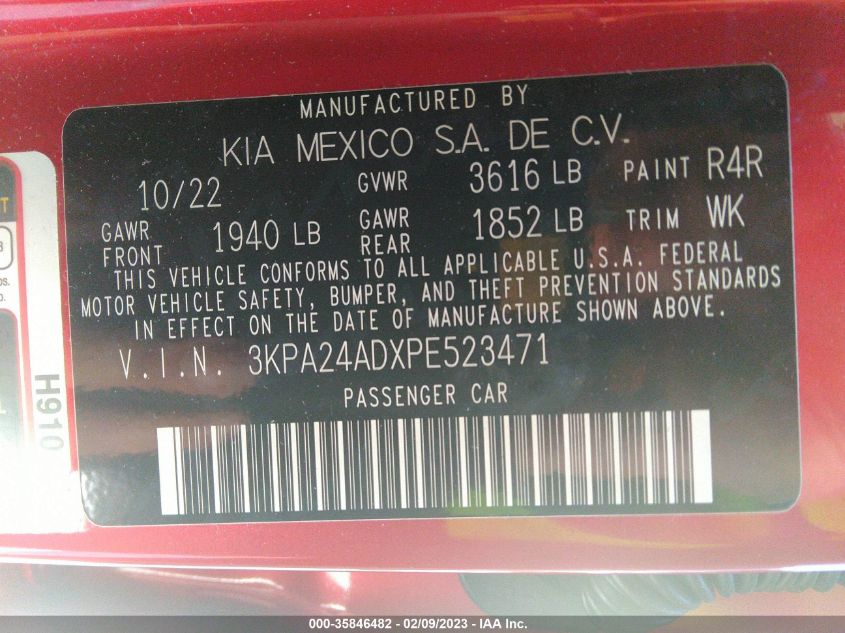 MANUFACTURED BY
KIA MEXICO S.A. DE C.V.
10/22 GVWR 3616 LB PAINT R4R
GAWR FRONT 1940 LB GAWR REAR 1852 LB TRIM WK
THIS VEHICLE CONFORMS TO ALL APPLICABLE U.S.A. FEDERAL
MOTOR VEHICLE SAFETY, BUMPER, AND THEFT PREVENTION STANDARDS
IN EFFECT ON THE DATE OF MANUFACTURE SHOWN ABOVE.
V.I.N. 3KPA24ADXPE523471
PASSENGER CAR
H910
000-35846482 - 02/09/2023 - IAA Inc.